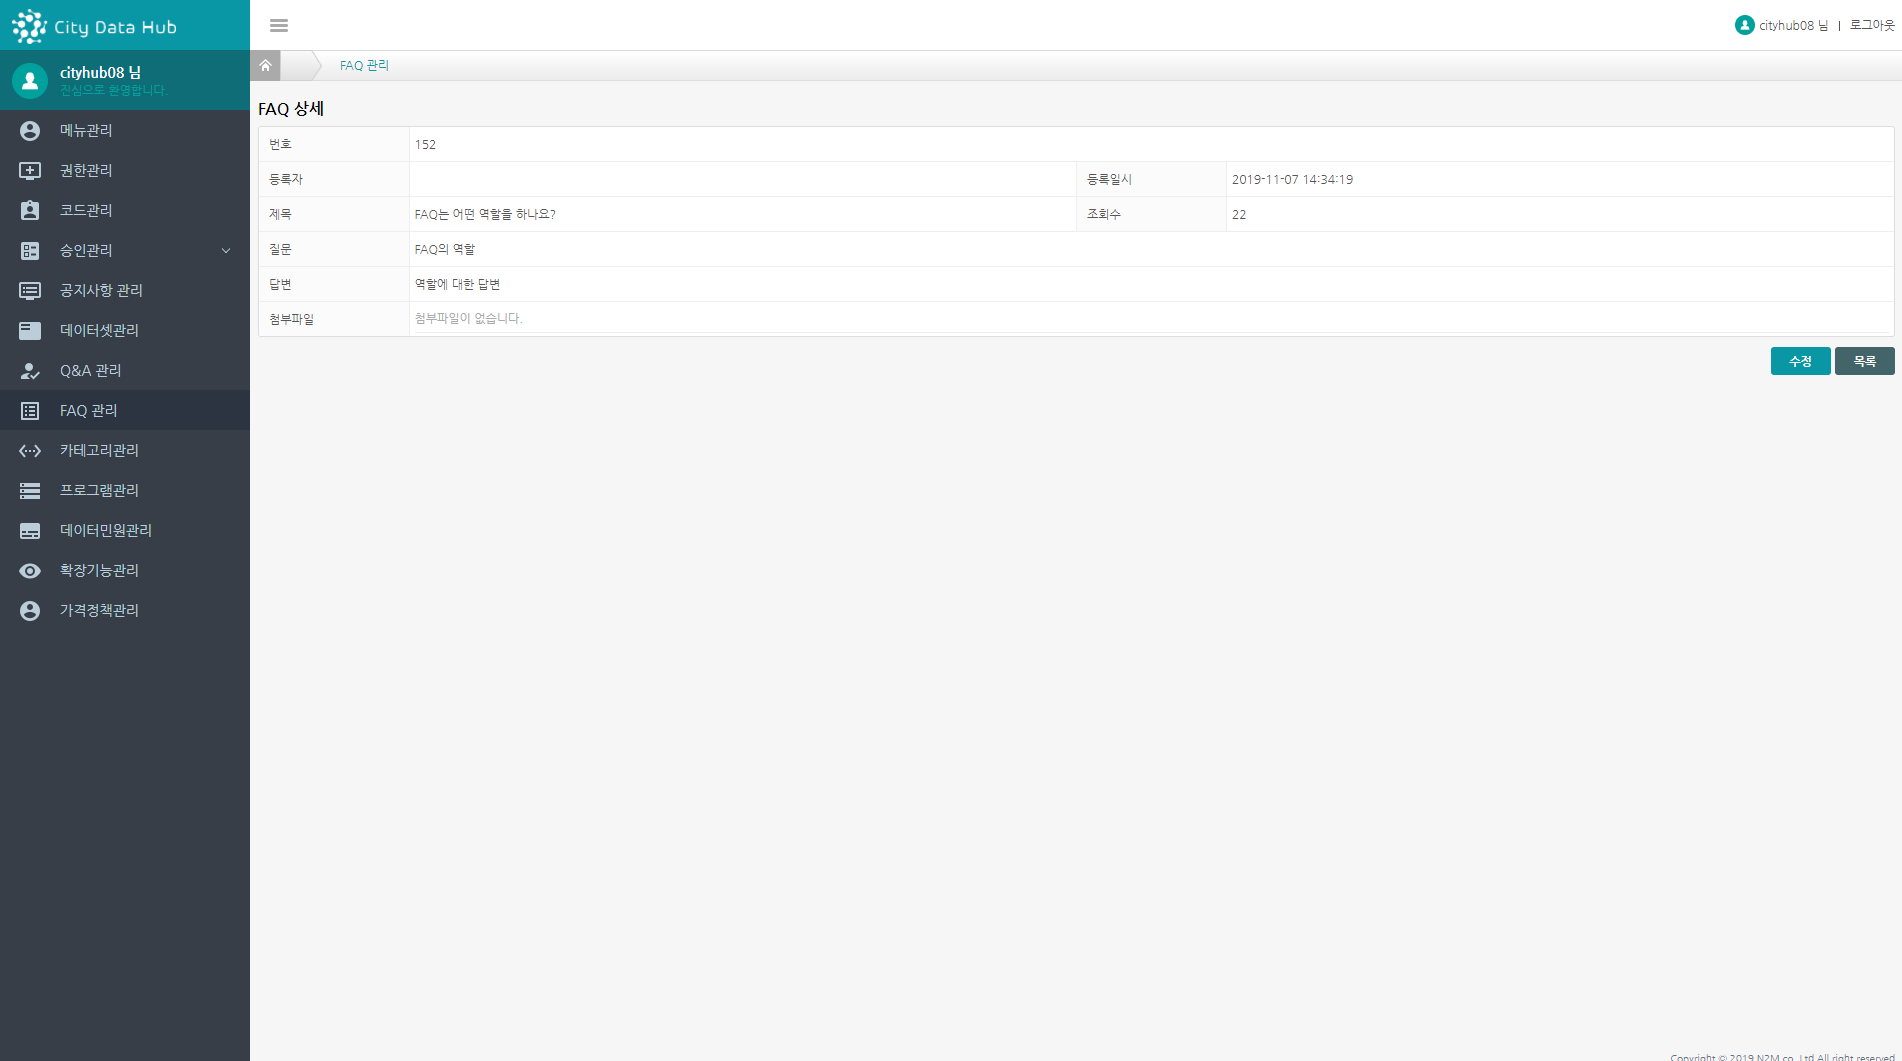 City Data Hub
cityhub08 님 | 로그아웃
cityhub08 님
진심으로 환영합니다.
메뉴관리
권한관리
코드관리
승인관리
공지사항 관리
데이터셋관리
Q&A 관리
FAQ 관리
카테고리관리
프로그램관리
데이터민원관리
확장기능관리
가격정책관리
FAQ 관리
FAQ 상세
번호 152
등록자 등록일시 2019-11-07 14:34:19
제목 FAQ는 어떤 역할을 하나요? 조회수 22
질문 FAQ의 역할
답변 역할에 대한 답변
첨부파일 첨부파일이 없습니다.
수정 목록
Copyright © 2019 N2M co. Ltd All right reserved